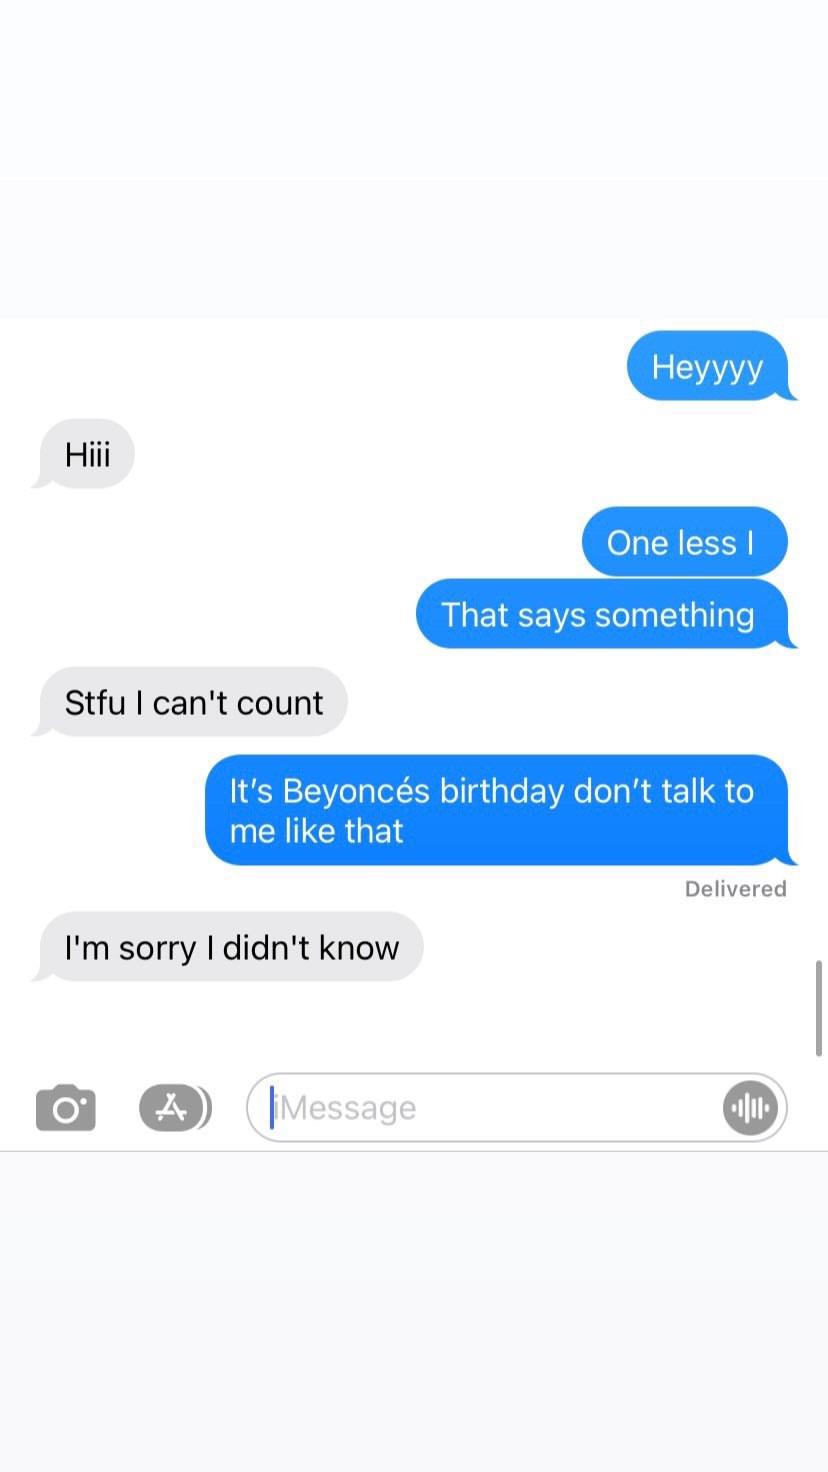 Heyyyy
Hiii
One less I
That says something
Stfu I can't count
It’s Beyoncés birthday don’t talk to
me like that
Delivered
I'm sorry I didn't know
iMessage